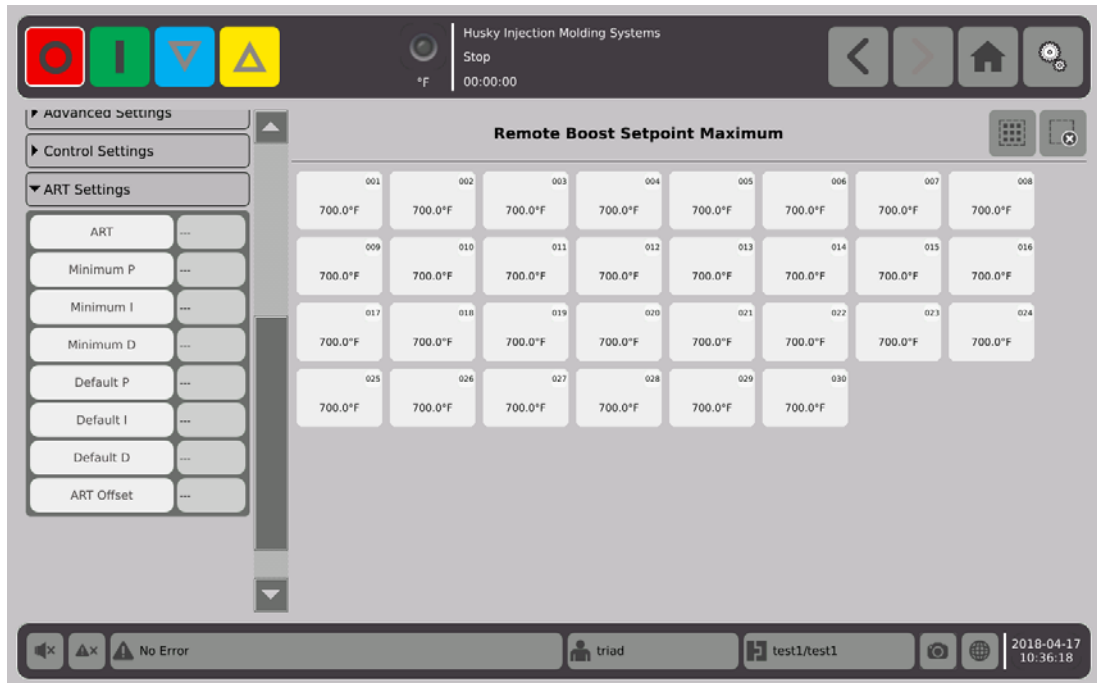 Husky Injection Molding Systems
Stop
°F
00:00:00
Advanced Settings
Control Settings
ART Settings
ART ---
Minimum P ---
Minimum I ---
Minimum D ---
Default P ---
Default I ---
Default D ---
ART Offset ---
Remote Boost Setpoint Maximum
001 002 003 004 005 006 007 008
700.0°F 700.0°F 700.0°F 700.0°F 700.0°F 700.0°F 700.0°F 700.0°F
009 010 011 012 013 014 015 016
700.0°F 700.0°F 700.0°F 700.0°F 700.0°F 700.0°F 700.0°F 700.0°F
017 018 019 020 021 022 023 024
700.0°F 700.0°F 700.0°F 700.0°F 700.0°F 700.0°F 700.0°F 700.0°F
025 026 027 028 029 030
700.0°F 700.0°F 700.0°F 700.0°F 700.0°F 700.0°F
No Error
triad
test1/test1
2018-04-17
10:36:18